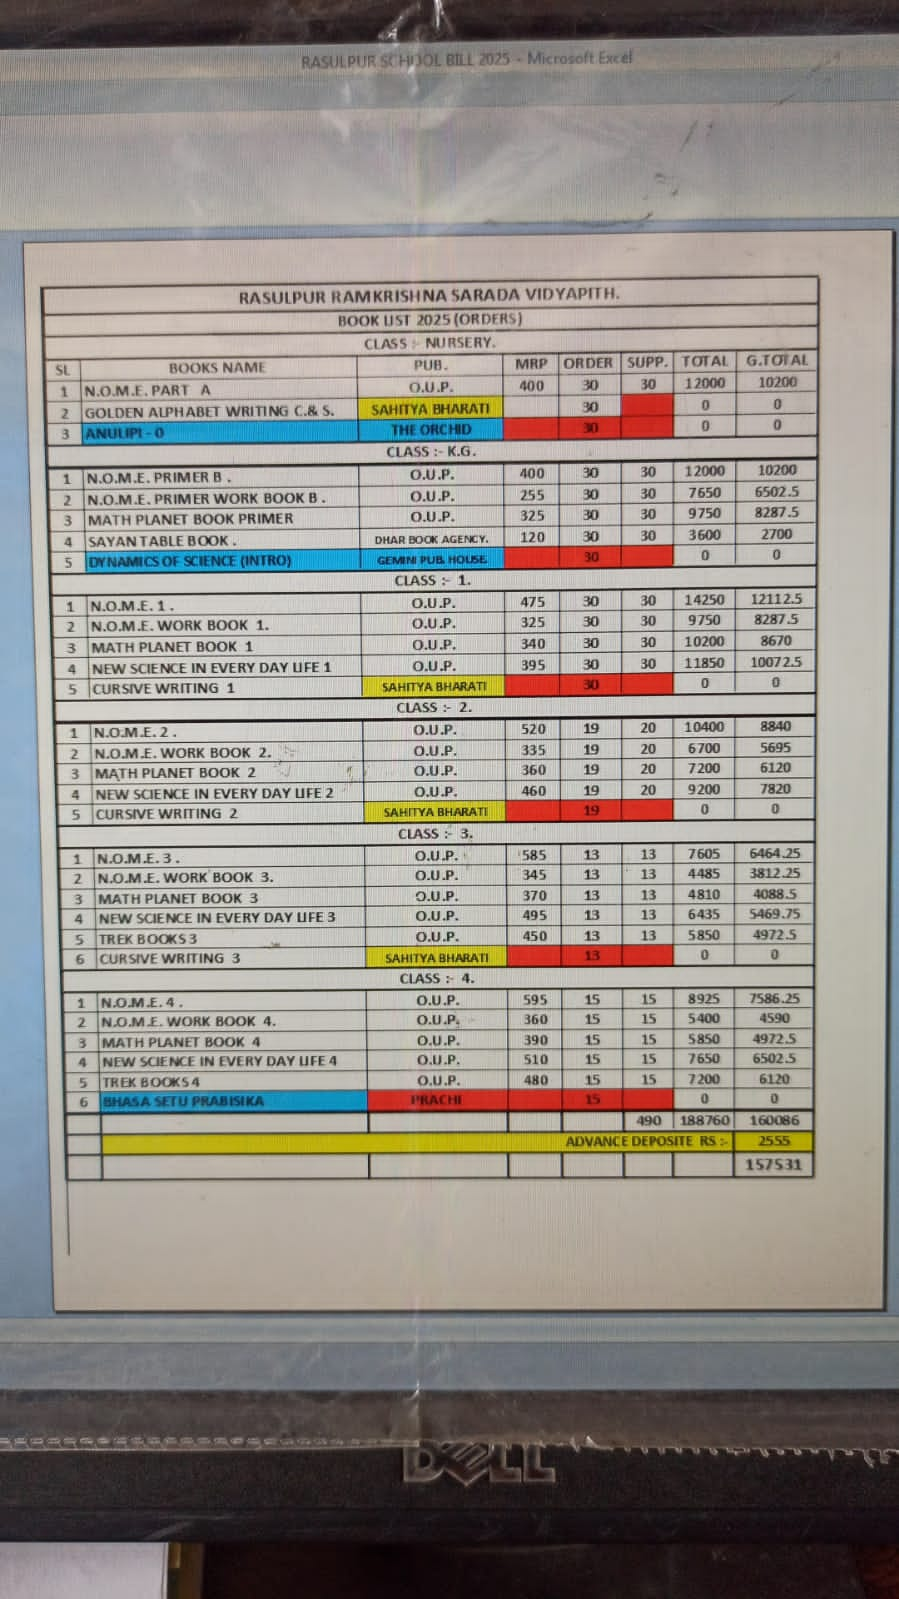 RASULPUR SCHOOL BILL 2025 - Microsoft Excel
RASULPUR RAMKRISHNA SARADA VIDYAPITH.
BOOK LIST 2025 (ORDERS)
CLASS :- NURSERY.
SL BOOKS NAME PUB. MRP ORDER SUPP. TOTAL G.TOTAL
1 N.O.M.E. PART A O.U.P. 400 30 30 12000 10200
2 GOLDEN ALPHABET WRITING C.& S. SAHITYA BHARATI 30 0 0
3 ANULIPI - 0 THE ORCHID 30 0 0
CLASS :- K.G.
1 N.O.M.E. PRIMER B . O.U.P. 400 30 30 12000 10200
2 N.O.M.E. PRIMER WORK BOOK B . O.U.P. 255 30 30 7650 6502.5
3 MATH PLANET BOOK PRIMER O.U.P. 325 30 30 9750 8287.5
4 SAYAN TABLE BOOK . DHAR BOOK AGENCY. 120 30 30 3600 2700
5 DYNAMICS OF SCIENCE (INTRO) GEMINI PUB. HOUSE 30 0 0
CLASS :- 1.
1 N.O.M.E. 1 . O.U.P. 475 30 30 14250 12112.5
2 N.O.M.E. WORK BOOK 1. O.U.P. 325 30 30 9750 8287.5
3 MATH PLANET BOOK 1 O.U.P. 340 30 30 10200 8670
4 NEW SCIENCE IN EVERY DAY LIFE 1 O.U.P. 395 30 30 11850 10072.5
5 CURSIVE WRITING 1 SAHITYA BHARATI 30 0 0
CLASS :- 2.
1 N.O.M.E. 2 . O.U.P. 520 19 20 10400 8840
2 N.O.M.E. WORK BOOK 2. O.U.P. 335 19 20 6700 5695
3 MATH PLANET BOOK 2 O.U.P. 360 19 20 7200 6120
4 NEW SCIENCE IN EVERY DAY LIFE 2 O.U.P. 460 19 20 9200 7820
5 CURSIVE WRITING 2 SAHITYA BHARATI 19 0 0
CLASS :- 3.
1 N.O.M.E. 3 . O.U.P. 585 13 13 7605 6464.25
2 N.O.M.E. WORK BOOK 3. O.U.P. 345 13 13 4485 3812.25
3 MATH PLANET BOOK 3 O.U.P. 370 13 13 4810 4088.5
4 NEW SCIENCE IN EVERY DAY LIFE 3 O.U.P. 495 13 13 6435 5469.75
5 TREK BOOKS 3 O.U.P. 450 13 13 5850 4972.5
6 CURSIVE WRITING 3 SAHITYA BHARATI 13 0 0
CLASS :- 4.
1 N.O.M.E. 4 . O.U.P. 595 15 15 8925 7586.25
2 N.O.M.E. WORK BOOK 4. O.U.P. 360 15 15 5400 4590
3 MATH PLANET BOOK 4 O.U.P. 390 15 15 5850 4972.5
4 NEW SCIENCE IN EVERY DAY LIFE 4 O.U.P. 510 15 15 7650 6502.5
5 TREK BOOKS 4 O.U.P. 480 15 15 7200 6120
6 BHASA SETU PRABISIKA PRACHI 15 0 0
490 188760 160086
ADVANCE DEPOSITE RS :- 2555
157531
DELL